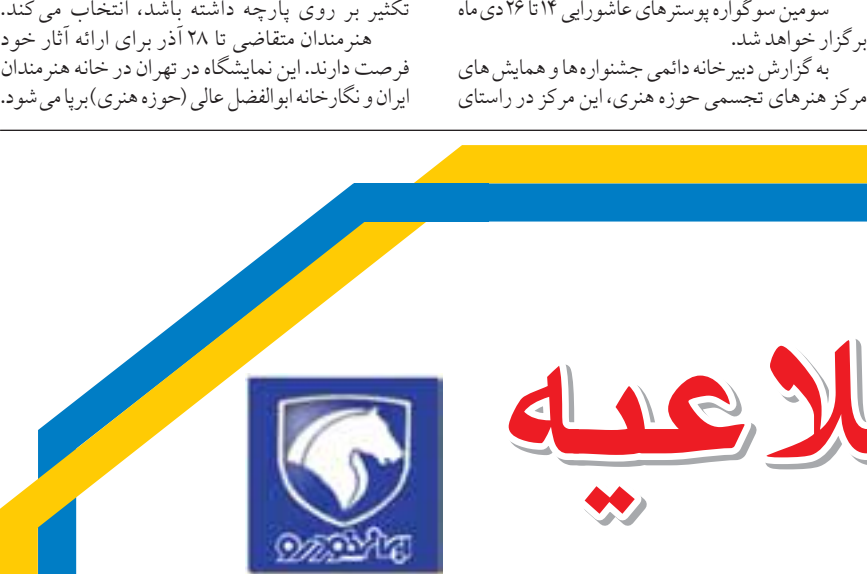 سومین سوگواره پوسترهای عاشورایی ۱۴ تا ۲۶ دی ماه
برگزار خواهد شد.
به گزارش دبیرخانه دائمی جشنواره‌ها و همایش های
مرکز هنرهای تجسمی حوزه هنری، این مرکز در راستای
تکثیر بر روی پارچه داشته باشد، انتخاب می کند.
هنرمندان متقاضی تا ۲۸ آذر برای ارائه آثار خود
فرصت دارند. این نمایشگاه در تهران در خانه هنرمندان
ایران و نگارخانه ابوالفضل عالی (حوزه هنری) برپا می شود.
لاعیه
ایران خودرو